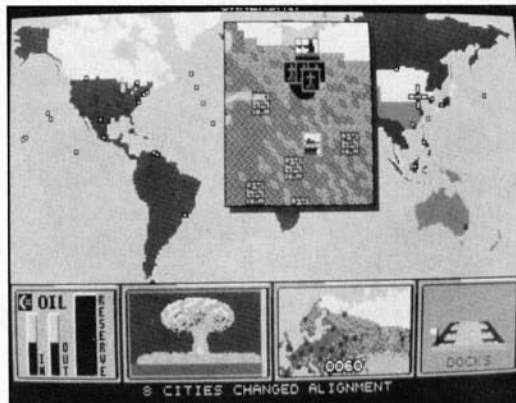 OIL
IN
OUT
RESERVE
0060
DOCKS
8 CITIES CHANGED ALIGNMENT